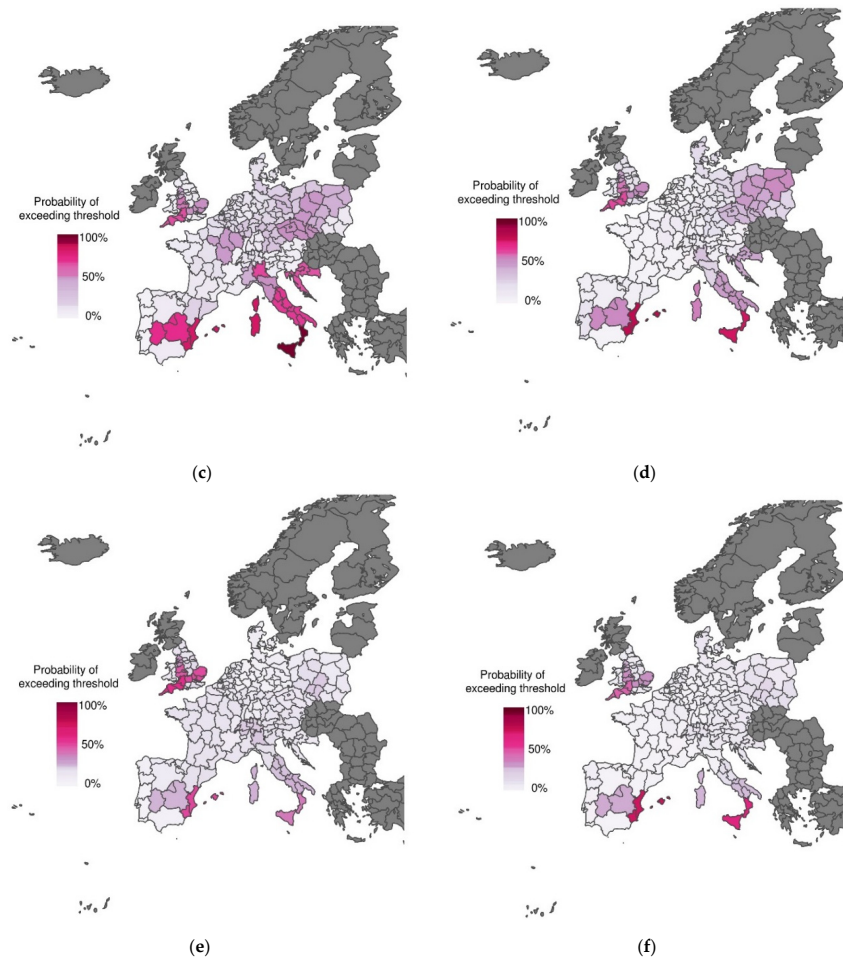 Probability of
exceeding threshold
100%
50%
0%
Probability of
exceeding threshold
100%
50%
0%
(c)
(d)
Probability of
exceeding threshold
100%
50%
0%
Probability of
exceeding threshold
100%
50%
0%
(e)
(f)